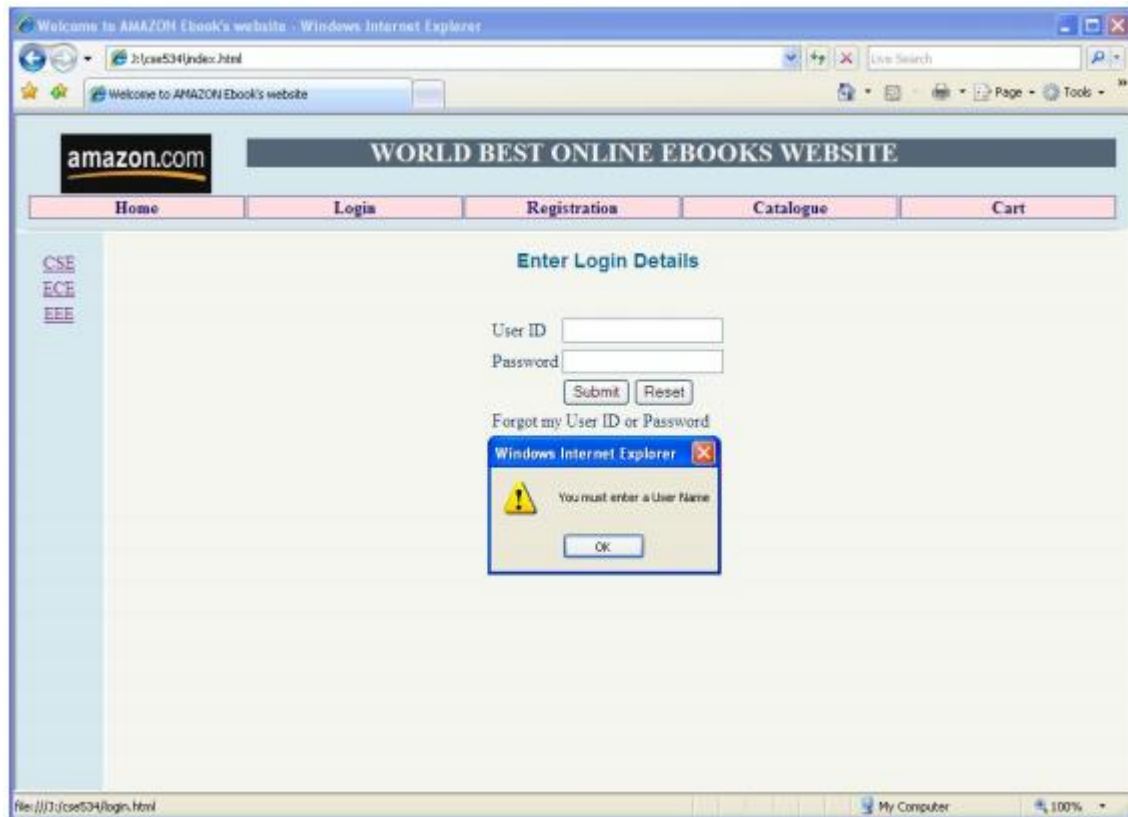 Welcome to AMAZON Ebook's website - Windows Internet Explorer
J:\cse534\index.html
Live Search
Welcome to AMAZON Ebook's website
Page
Tools
amazon.com
WORLD BEST ONLINE EBOOKS WEBSITE
Home Login Registration Catalogue Cart
CSE
ECE
EEE
Enter Login Details
User ID
Password
Submit Reset
Forgot my User ID or Password
Windows Internet Explorer
You must enter a User Name
OK
file:///J:/cse534/login.html
My Computer
100%